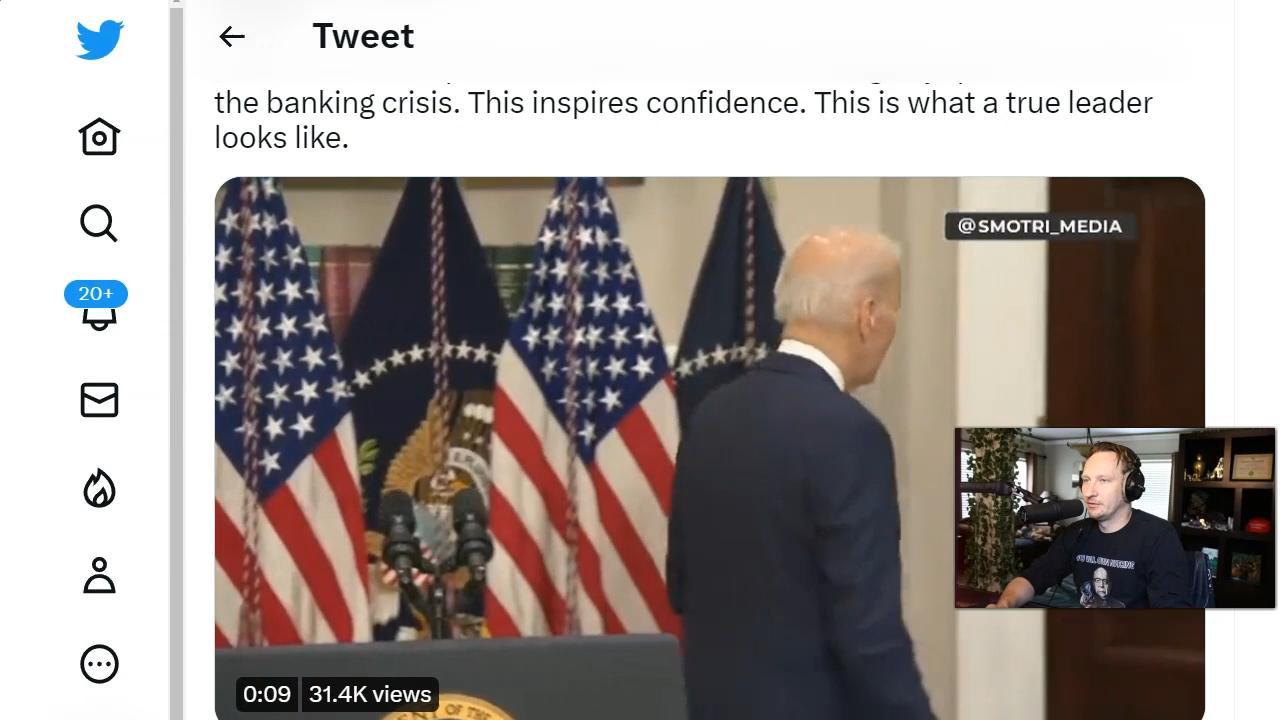 Tweet
the banking crisis. This inspires confidence. This is what a true leader
looks like.
20+
@SMOTRI_MEDIA
0:09 31.4K views